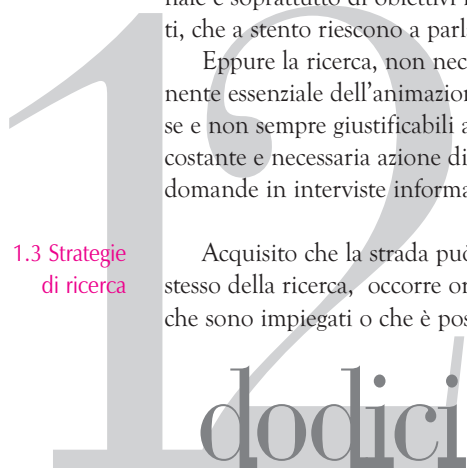 nale e soprattutto di obiettivi
ti, che a stento riescono a parl
Eppure la ricerca, non nec
nente essenziale dell'animazion
se e non sempre giustificabili a
costante e necessaria azione di
domande in interviste informa
1.3 Strategie
di ricerca
Acquisito che la strada può
stesso della ricerca, occorre or
che sono impiegati o che è pos
12
dodici